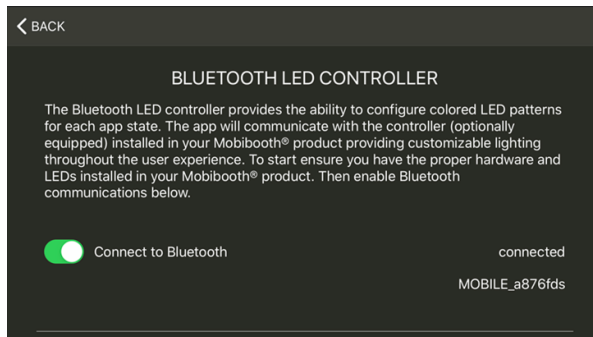 BACK
BLUETOOTH LED CONTROLLER
The Bluetooth LED controller provides the ability to configure colored LED patterns
for each app state. The app will communicate with the controller (optionally
equipped) installed in your Mobibooth® product providing customizable lighting
throughout the user experience. To start ensure you have the proper hardware and
LEDs installed in your Mobibooth® product. Then enable Bluetooth
communications below.
Connect to Bluetooth connected
MOBILE_a876fds